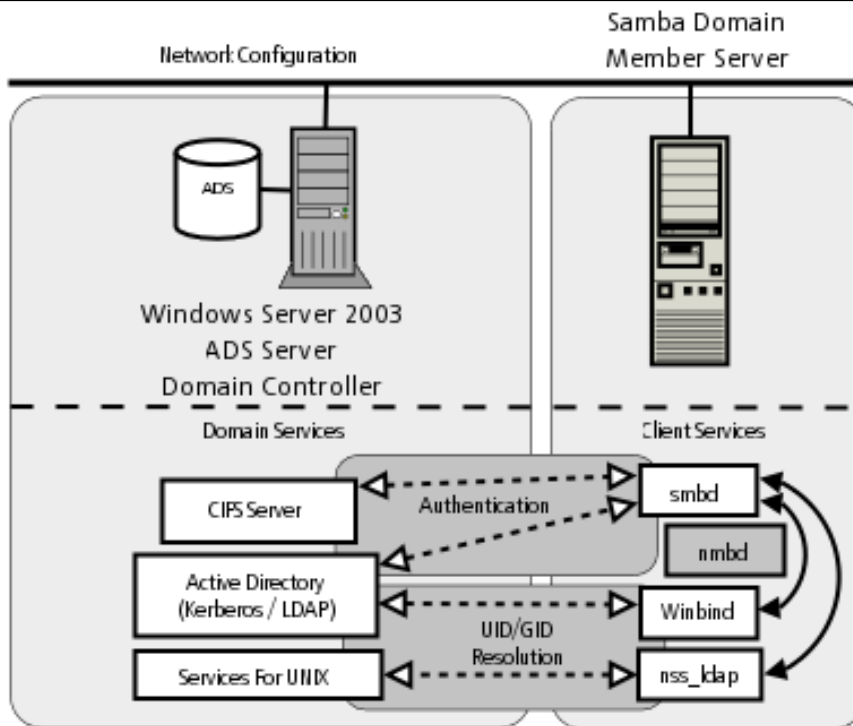 Samba Domain
Network Configuration
Member Server
ADS
Windows Server 2003
ADS Server
Domain Controller
Domain Services
Client Services
CIFS Server
Authentication
smbd
nmbd
Active Directory
(Kerberos / LDAP)
UID/GID
Resolution
Winbind
Services For UNIX
nss_ldap